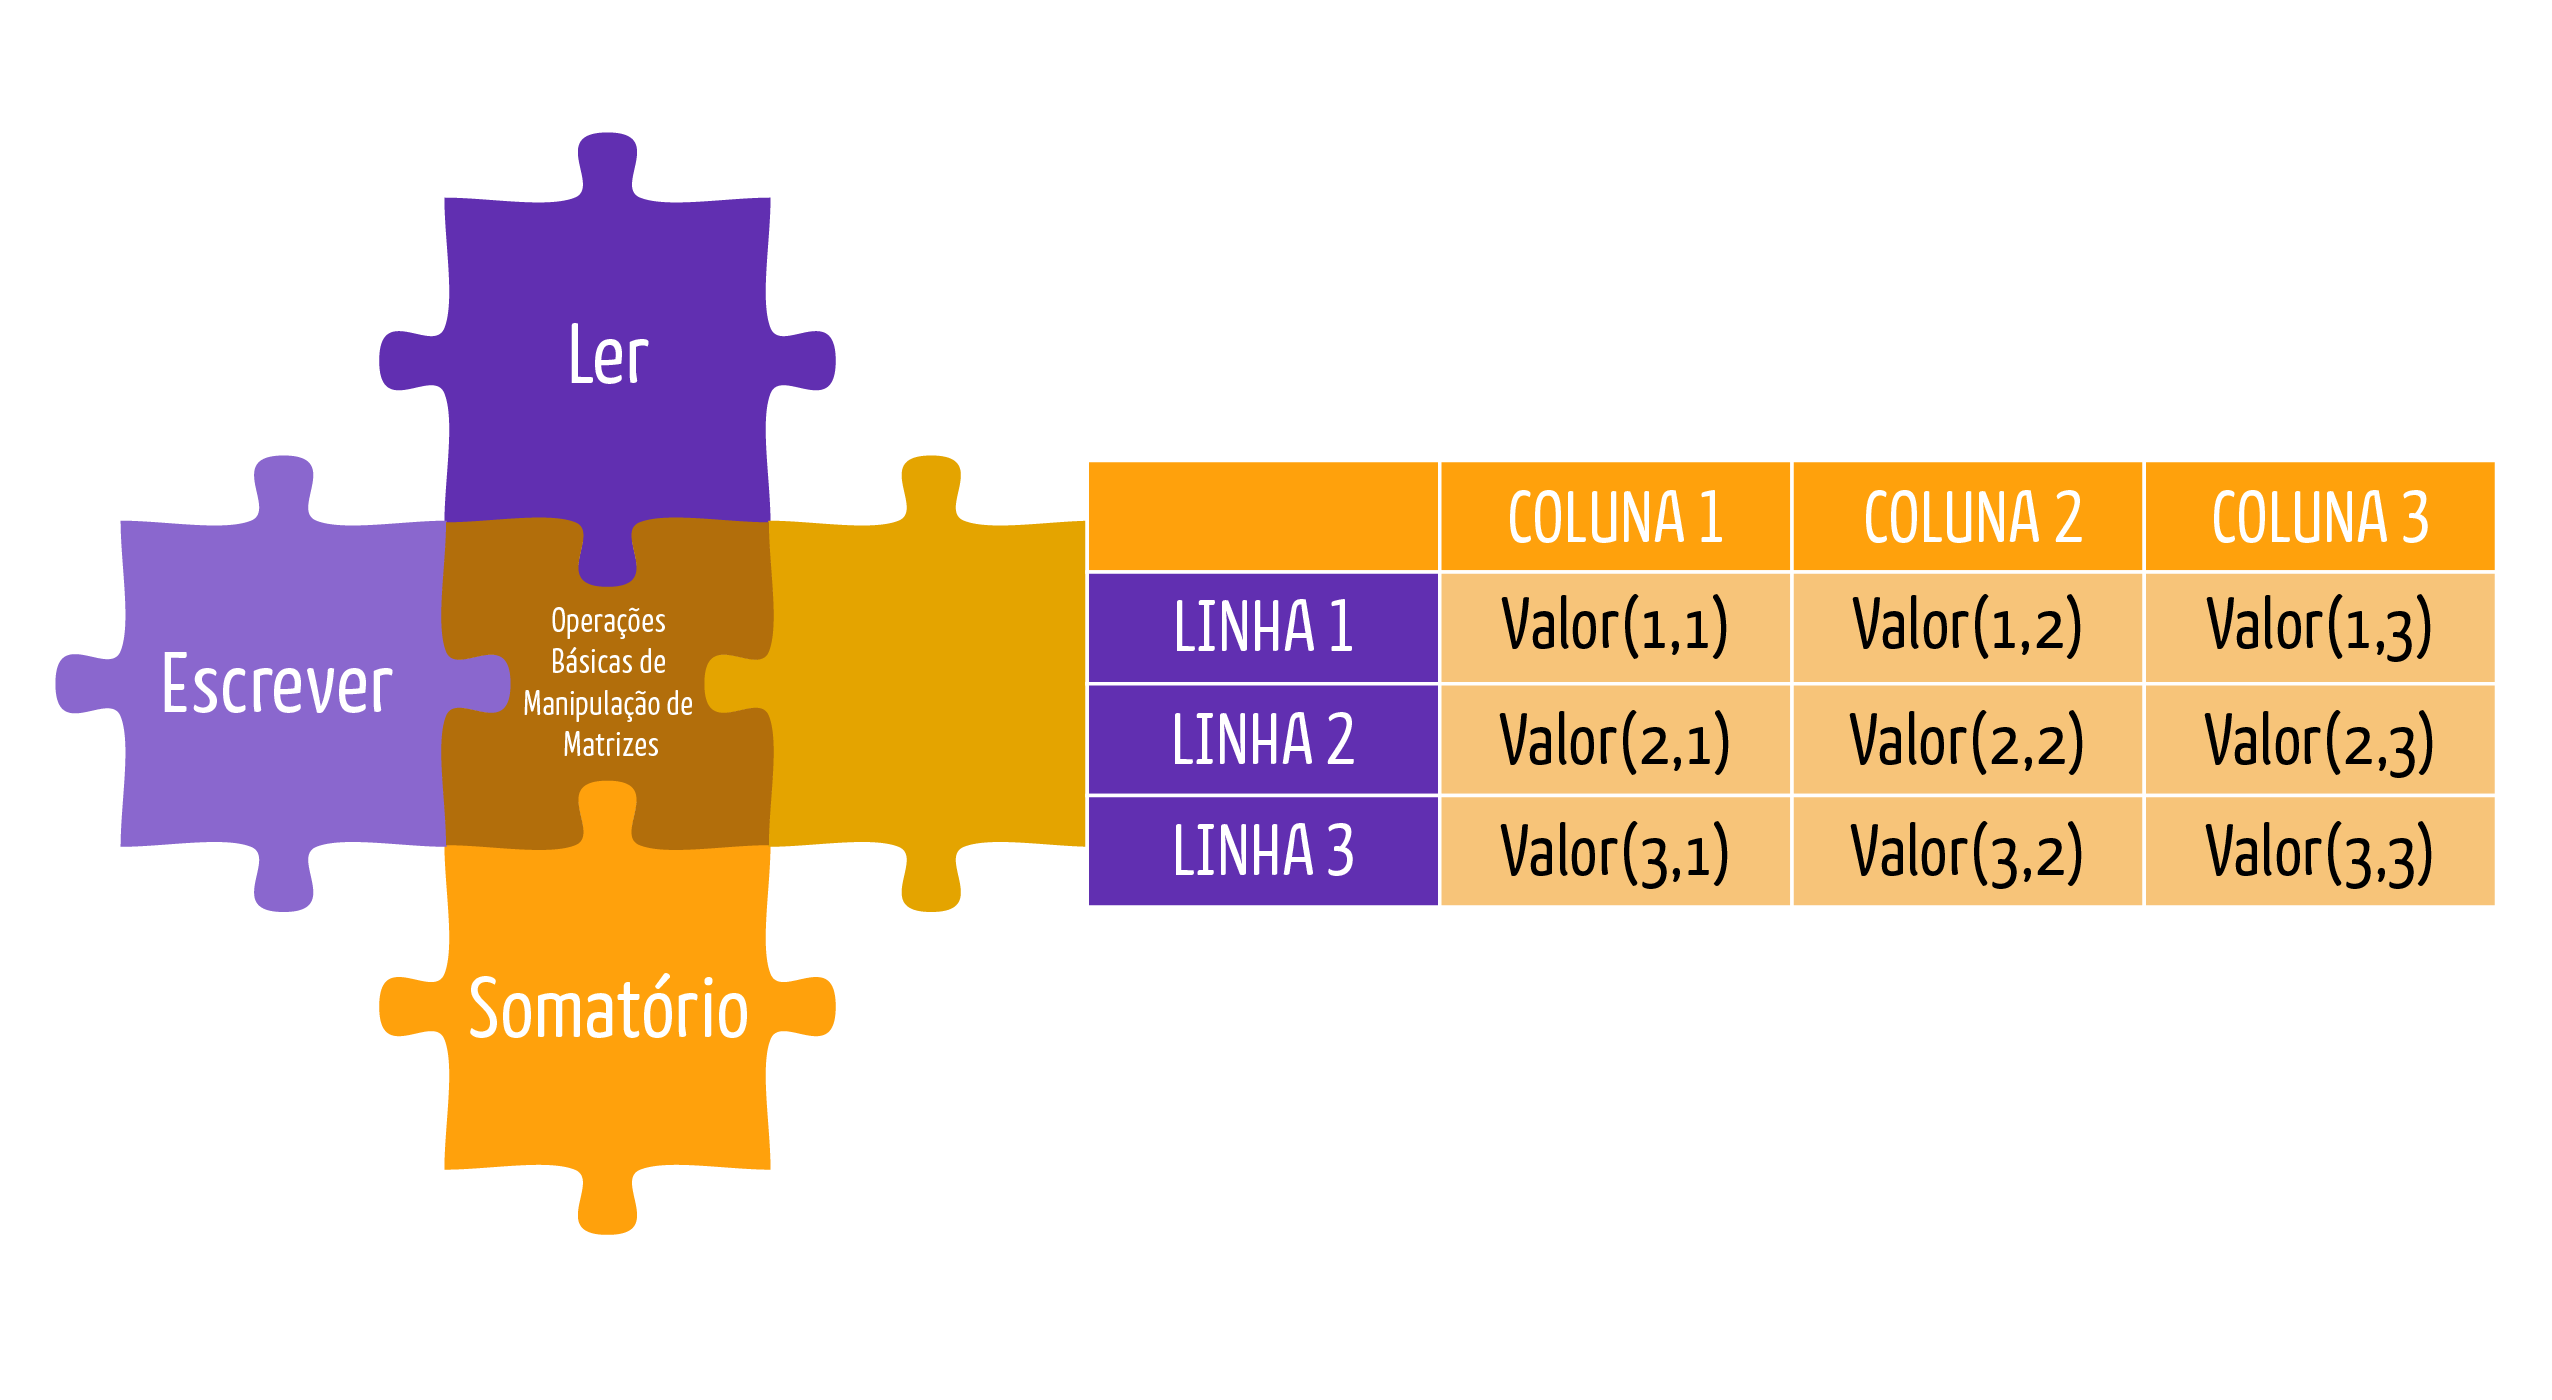 Ler
Escrever
Operações
Básicas de
Manipulação de
Matrizes
Somatório
COLUNA 1 COLUNA 2 COLUNA 3
LINHA 1 Valor(1,1) Valor(1,2) Valor(1,3)
LINHA 2 Valor(2,1) Valor(2,2) Valor(2,3)
LINHA 3 Valor(3,1) Valor(3,2) Valor(3,3)